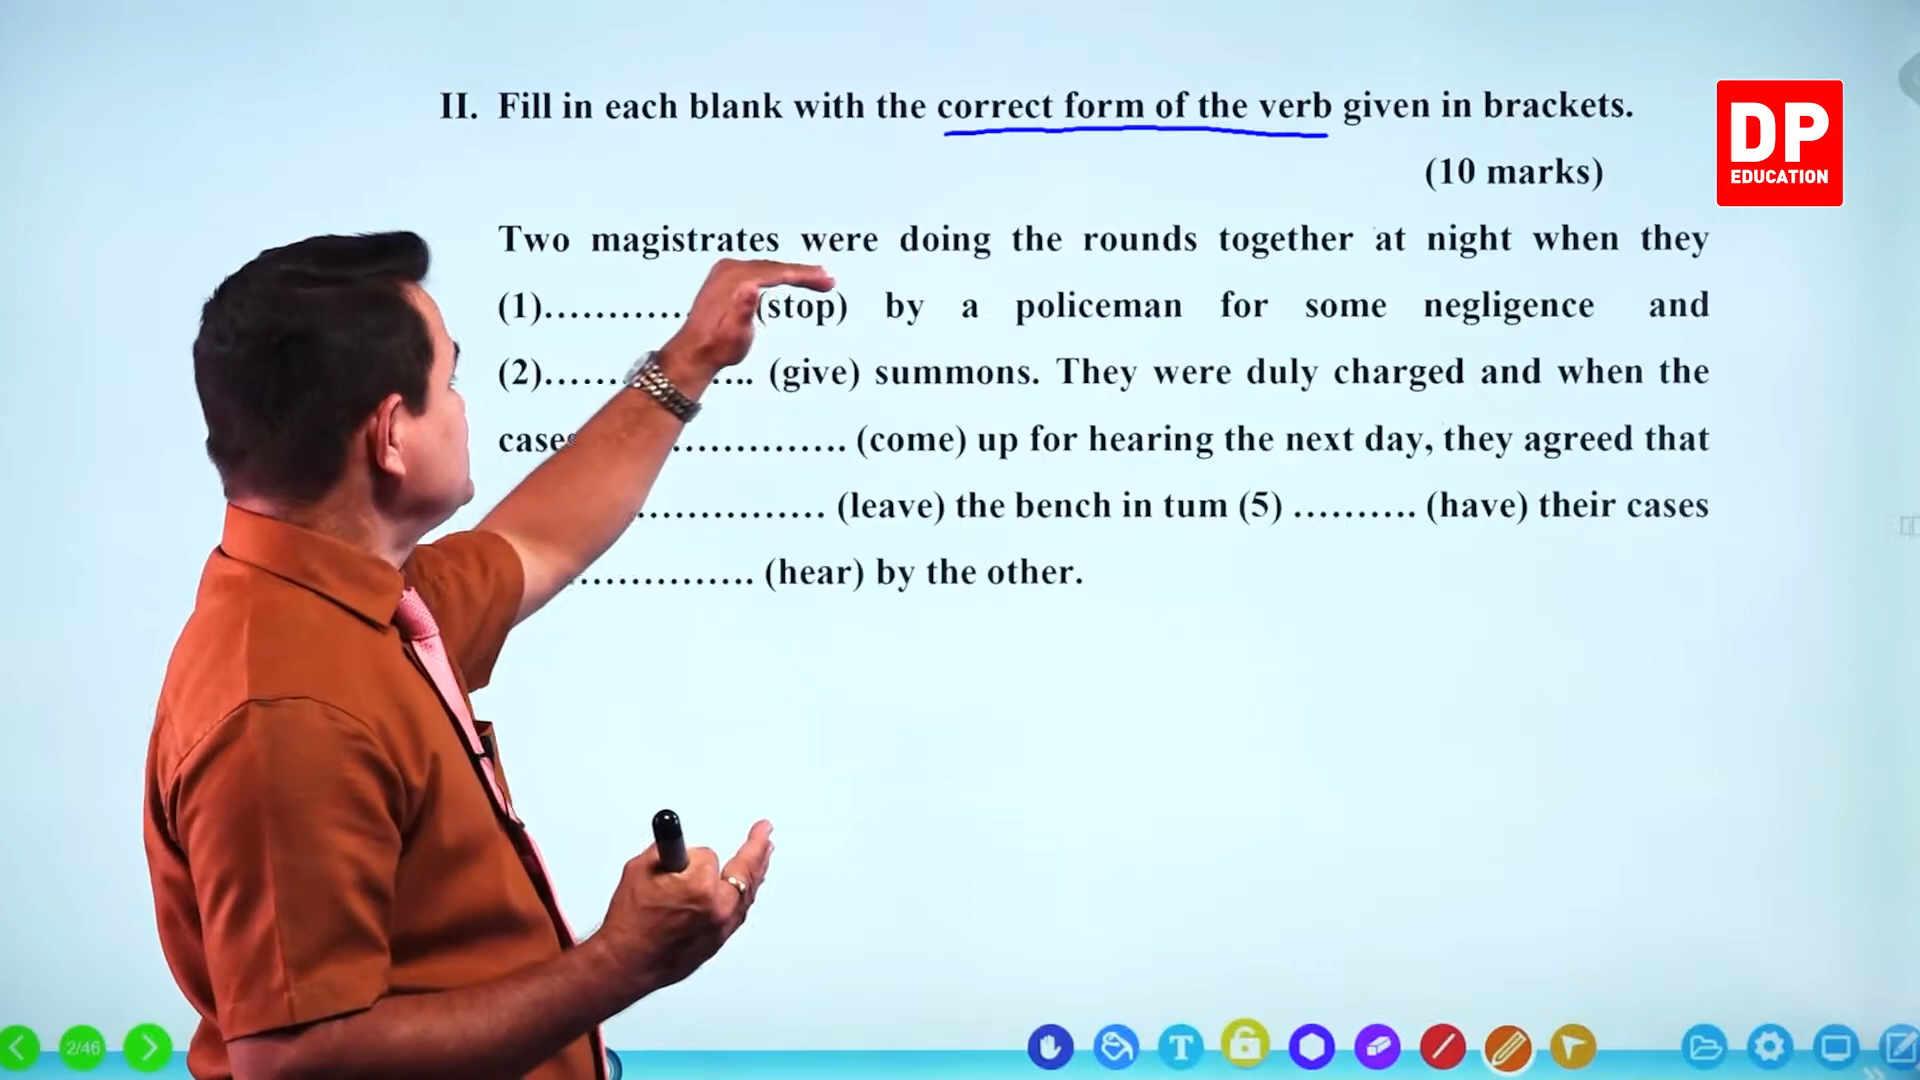 II. Fill in each blank with the correct form of the verb given in brackets.
(10 marks)
DP
EDUCATION
Two magistrates were doing the rounds together at night when they
(1)............ (stop) by a policeman for some negligence and
(2)........... (give) summons. They were duly charged and when the
cases ............... (come) up for hearing the next day, they agreed that
............... (leave) the bench in tum (5) .......... (have) their cases
............... (hear) by the other.
2/46
T